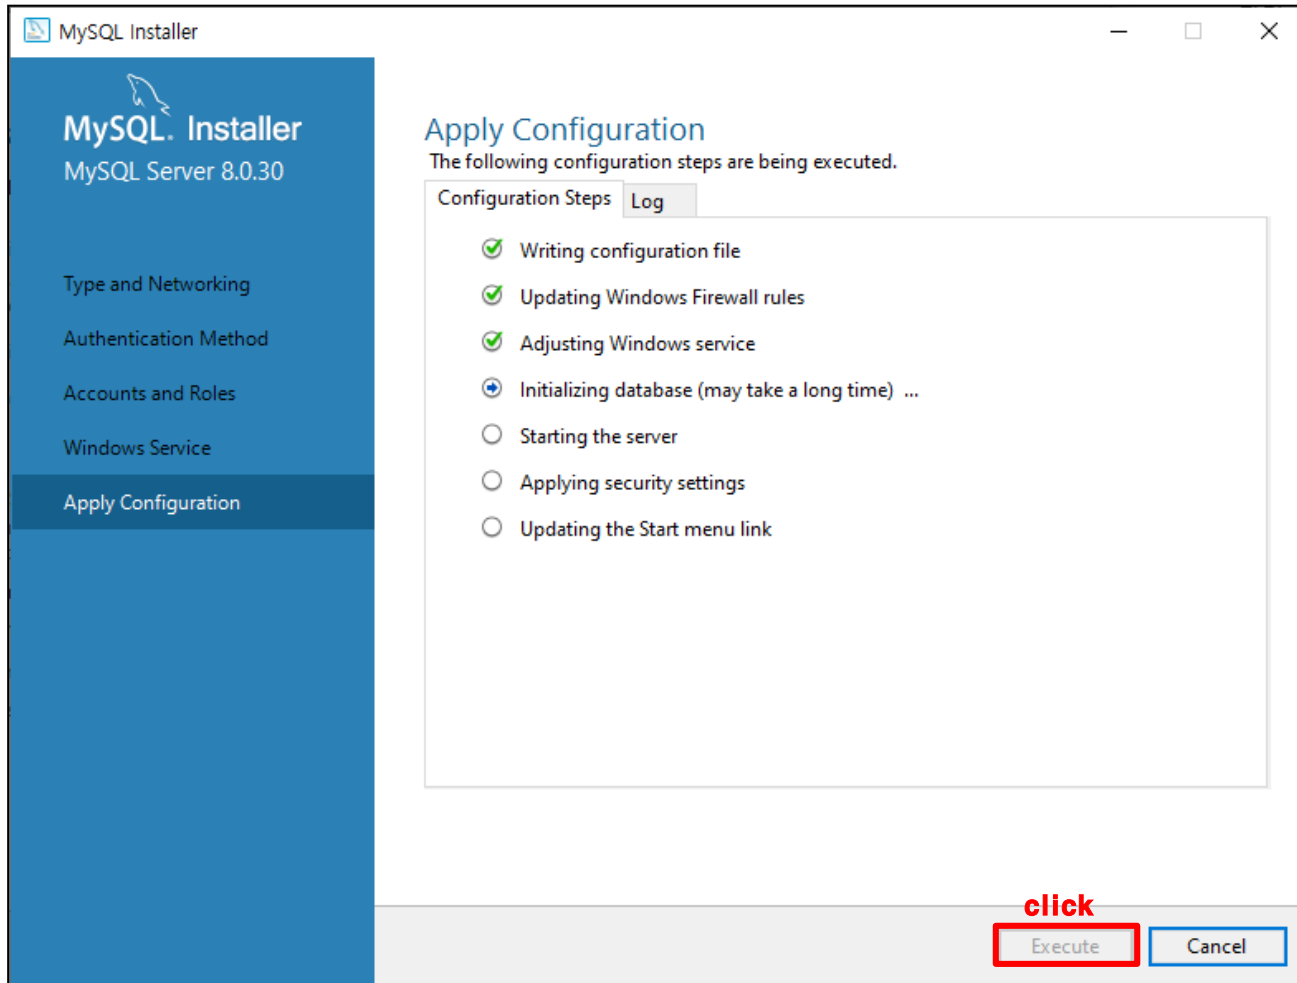 MySQL Installer
MySQL. Installer
MySQL Server 8.0.30
Type and Networking
Authentication Method
Accounts and Roles
Windows Service
Apply Configuration
Apply Configuration
The following configuration steps are being executed.
Configuration Steps Log
Writing configuration file
Updating Windows Firewall rules
Adjusting Windows service
Initializing database (may take a long time) ...
Starting the server
Applying security settings
Updating the Start menu link
click
Execute Cancel